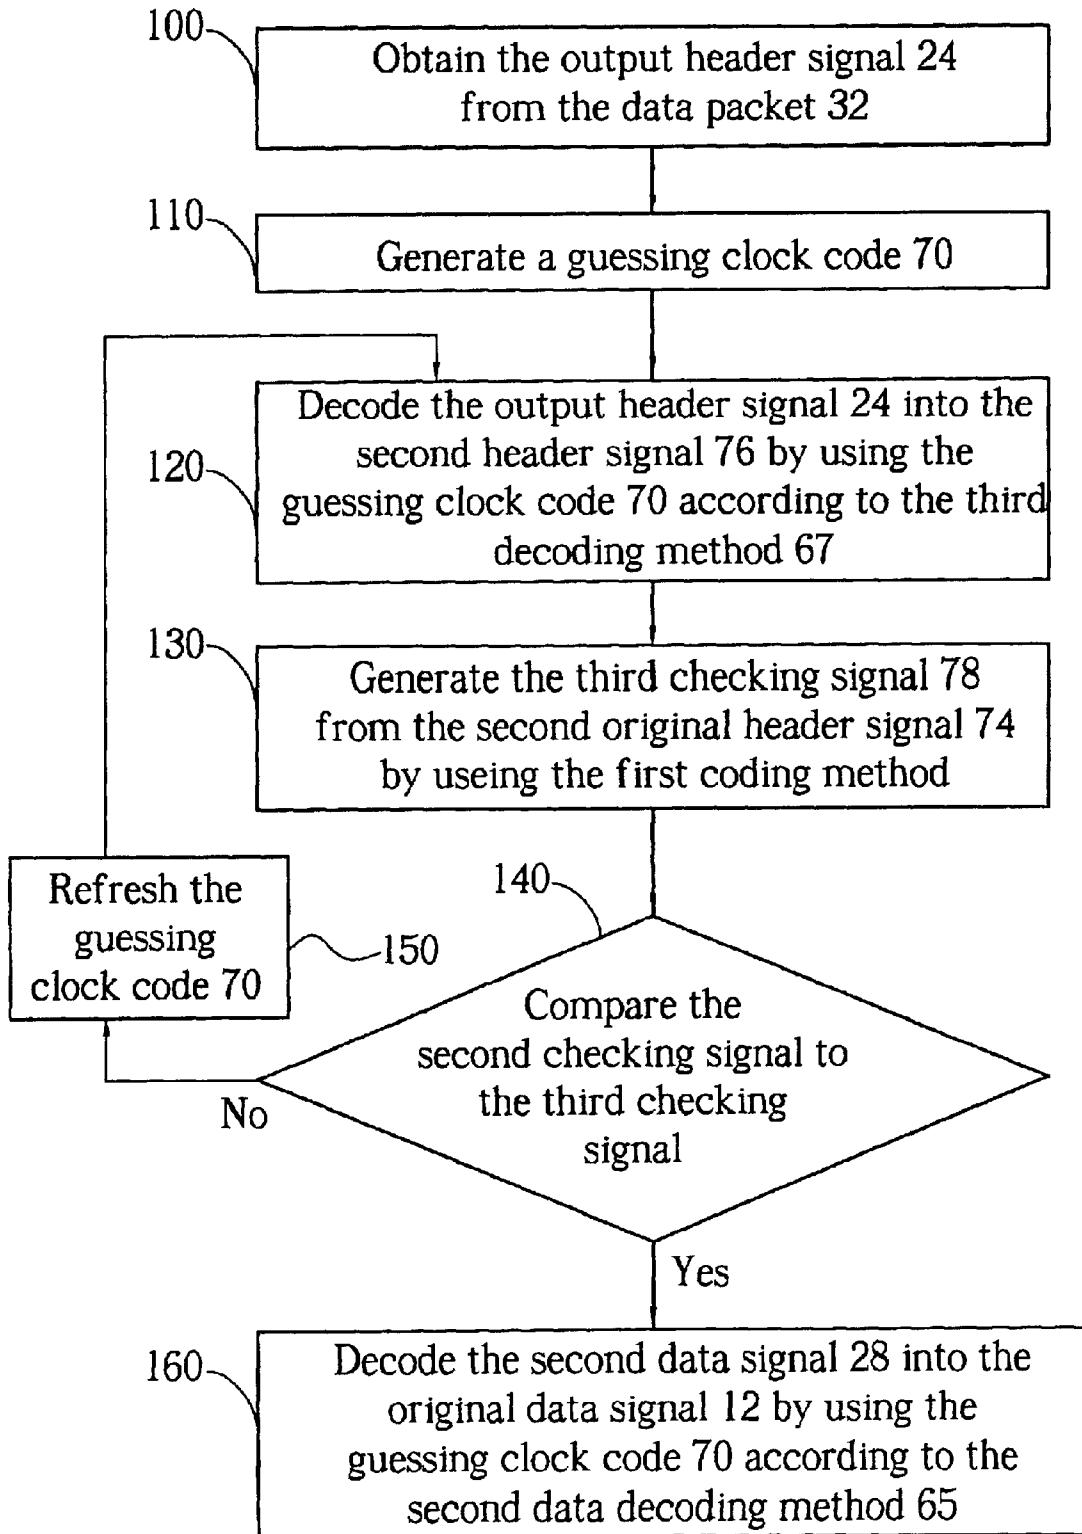 100
Obtain the output header signal 24
from the data packet 32
110
Generate a guessing clock code 70
120
Decode the output header signal 24 into the
second header signal 76 by using the
guessing clock code 70 according to the third
decoding method 67
130
Generate the third checking signal 78
from the second original header signal 74
by useing the first coding method
Refresh the
guessing
clock code 70
150
140
Compare the
second checking signal to
the third checking
signal
No
Yes
160
Decode the second data signal 28 into the
original data signal 12 by using the
guessing clock code 70 according to the
second data decoding method 65